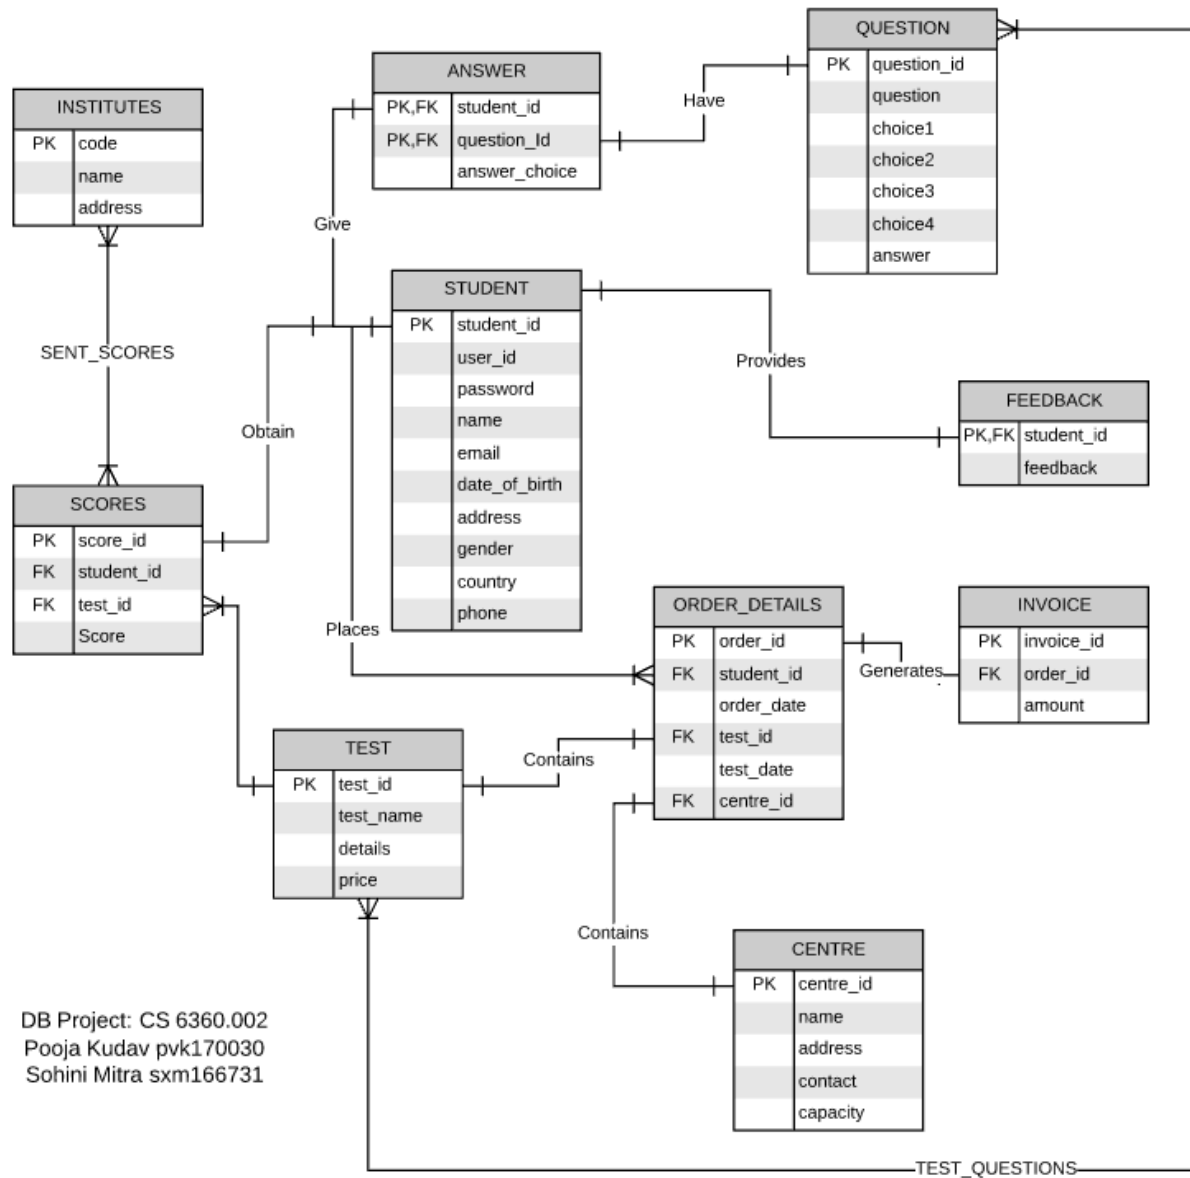 QUESTION
PK question_id
question
choice1
choice2
choice3
choice4
answer
ANSWER
PK,FK student_id
PK,FK question_Id
answer_choice
Have
INSTITUTES
PK code
name
address
Give
STUDENT
PK student_id
user_id
password
name
email
date_of_birth
address
gender
country
phone
SENT_SCORES
Provides
FEEDBACK
PK,FK student_id
feedback
Obtain
SCORES
PK score_id
FK student_id
FK test_id
Score
Places
ORDER_DETAILS
PK order_id
FK student_id
order_date
FK test_id
test_date
FK centre_id
Generates
INVOICE
PK invoice_id
FK order_id
amount
TEST
PK test_id
test_name
details
price
Contains
Contains
CENTRE
PK centre_id
name
address
contact
capacity
DB Project: CS 6360.002
Pooja Kudav pvk170030
Sohini Mitra sxm166731
TEST_QUESTIONS